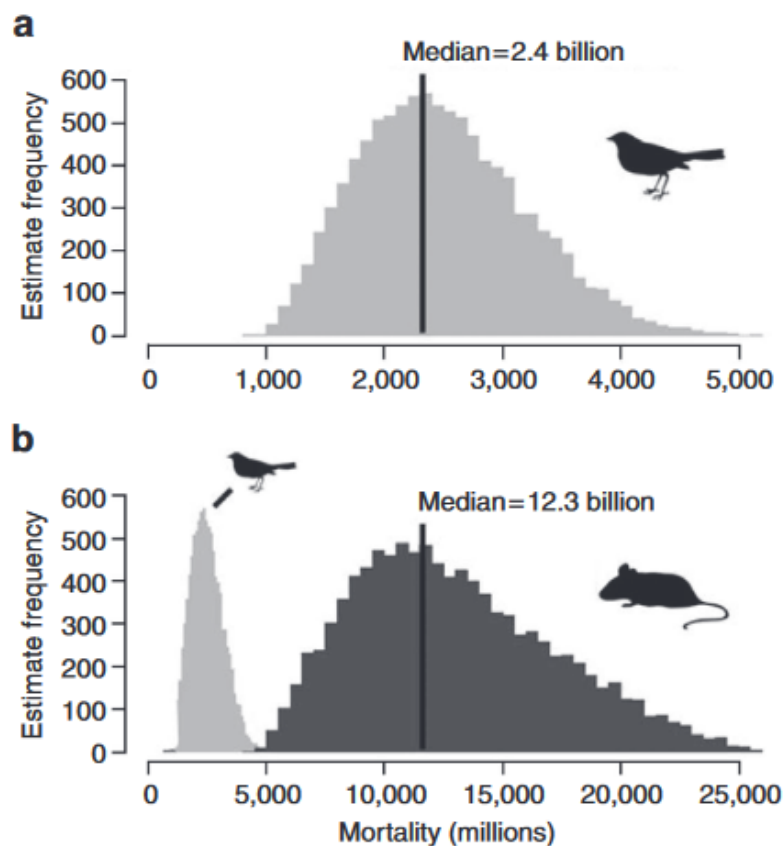 a
Median=2.4 billion
Estimate frequency
600
500
400
300
200
100
0
0 1,000 2,000 3,000 4,000 5,000
b
Median=12.3 billion
Estimate frequency
600
500
400
300
200
100
0
0 5,000 10,000 15,000 20,000 25,000
Mortality (millions)